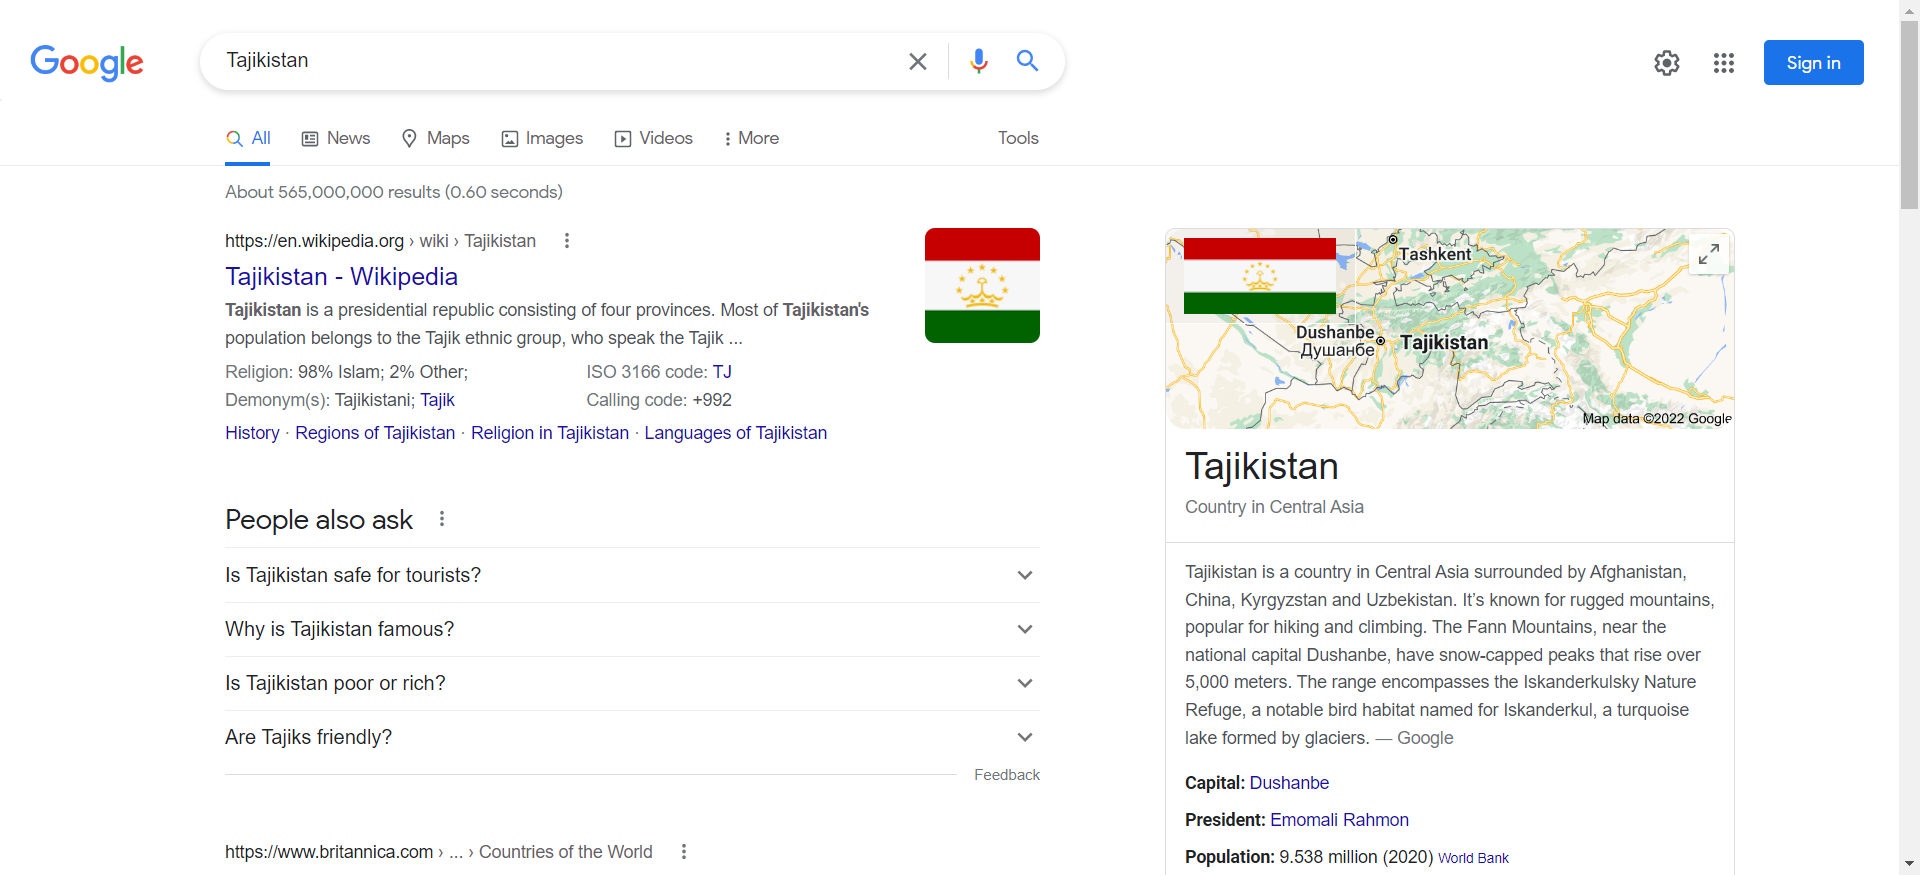 Google
Tajikistan
Sign in
All
News
Maps
Images
Videos
More
Tools
About 565,000,000 results (0.60 seconds)
https://en.wikipedia.org › wiki › Tajikistan
Tajikistan - Wikipedia
Tajikistan is a presidential republic consisting of four provinces. Most of Tajikistan's
population belongs to the Tajik ethnic group, who speak the Tajik ...
Religion: 98% Islam; 2% Other;
ISO 3166 code: TJ
Demonym(s): Tajikistani; Tajik
Calling code: +992
History · Regions of Tajikistan · Religion in Tajikistan · Languages of Tajikistan
People also ask
Is Tajikistan safe for tourists?
Why is Tajikistan famous?
Is Tajikistan poor or rich?
Are Tajiks friendly?
Feedback
https://www.britannica.com › ... › Countries of the World
Tashkent
Dushanbe
Душанбе
Tajikistan
Map data ©2022 Google
Tajikistan
Country in Central Asia
Tajikistan is a country in Central Asia surrounded by Afghanistan,
China, Kyrgyzstan and Uzbekistan. It’s known for rugged mountains,
popular for hiking and climbing. The Fann Mountains, near the
national capital Dushanbe, have snow-capped peaks that rise over
5,000 meters. The range encompasses the Iskanderkulsky Nature
Refuge, a notable bird habitat named for Iskanderkul, a turquoise
lake formed by glaciers. — Google
Capital: Dushanbe
President: Emomali Rahmon
Population: 9.538 million (2020) World Bank